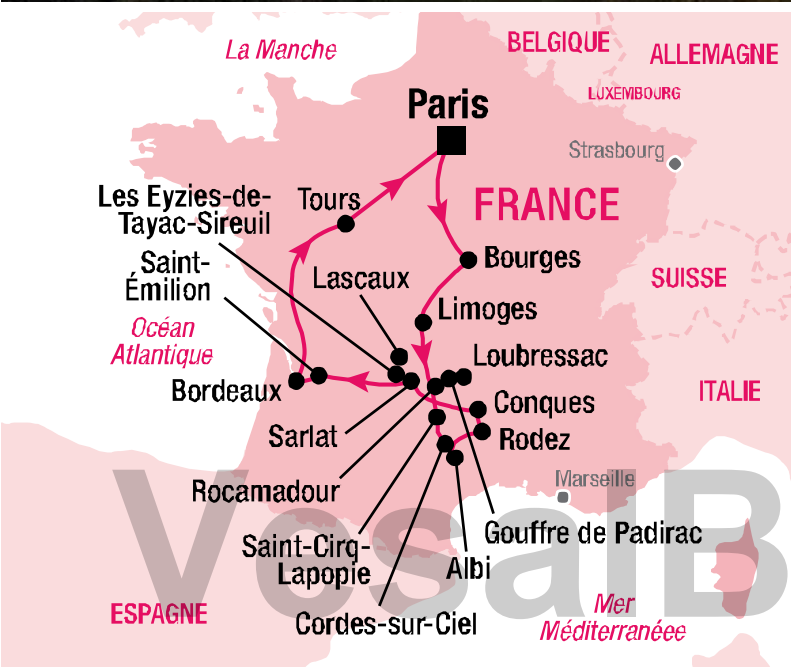 La Manche
BELGIQUE
ALLEMAGNE
LUXEMBOURG
Paris
Strasbourg
Les Eyzies-de-
Tayac-Sireuil
Tours
FRANCE
Saint-
Émilion
Lascaux
Bourges
SUISSE
Limoges
Océan
Atlantique
Loubressac
Bordeaux
ITALIE
Conques
Sarlat
Rodez
Rocamadour
Marseille
Gouffre de Padirac
Saint-Cirq-
Lapopie
Albi
VosalB
ESPAGNE
Cordes-sur-Ciel
Mer
Méditerranéee